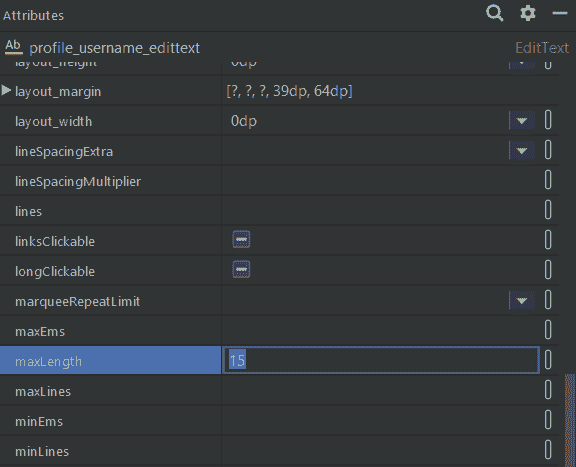 Attributes
Ab profile_username_edittext EditText
layout_height 0dp
layout_margin [?, ?, ?, 39dp, 64dp]
layout_width 0dp
lineSpacingExtra
lineSpacingMultiplier
lines
linksClickable
longClickable
marqueeRepeatLimit
maxEms
maxLength 15
maxLines
minEms
minLines